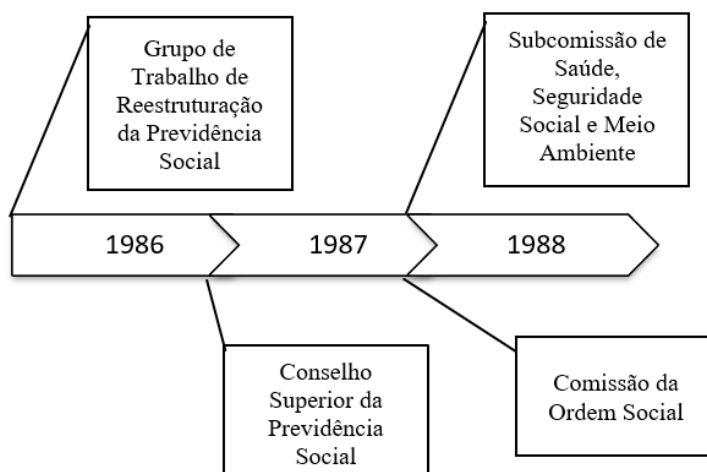 Grupo de
Trabalho de
Reestruturação
da Previdência
Social
Subcomissão de
Saúde,
Seguridade
Social e Meio
Ambiente
1986
1987
1988
Conselho
Superior da
Previdência
Social
Comissão da
Ordem Social